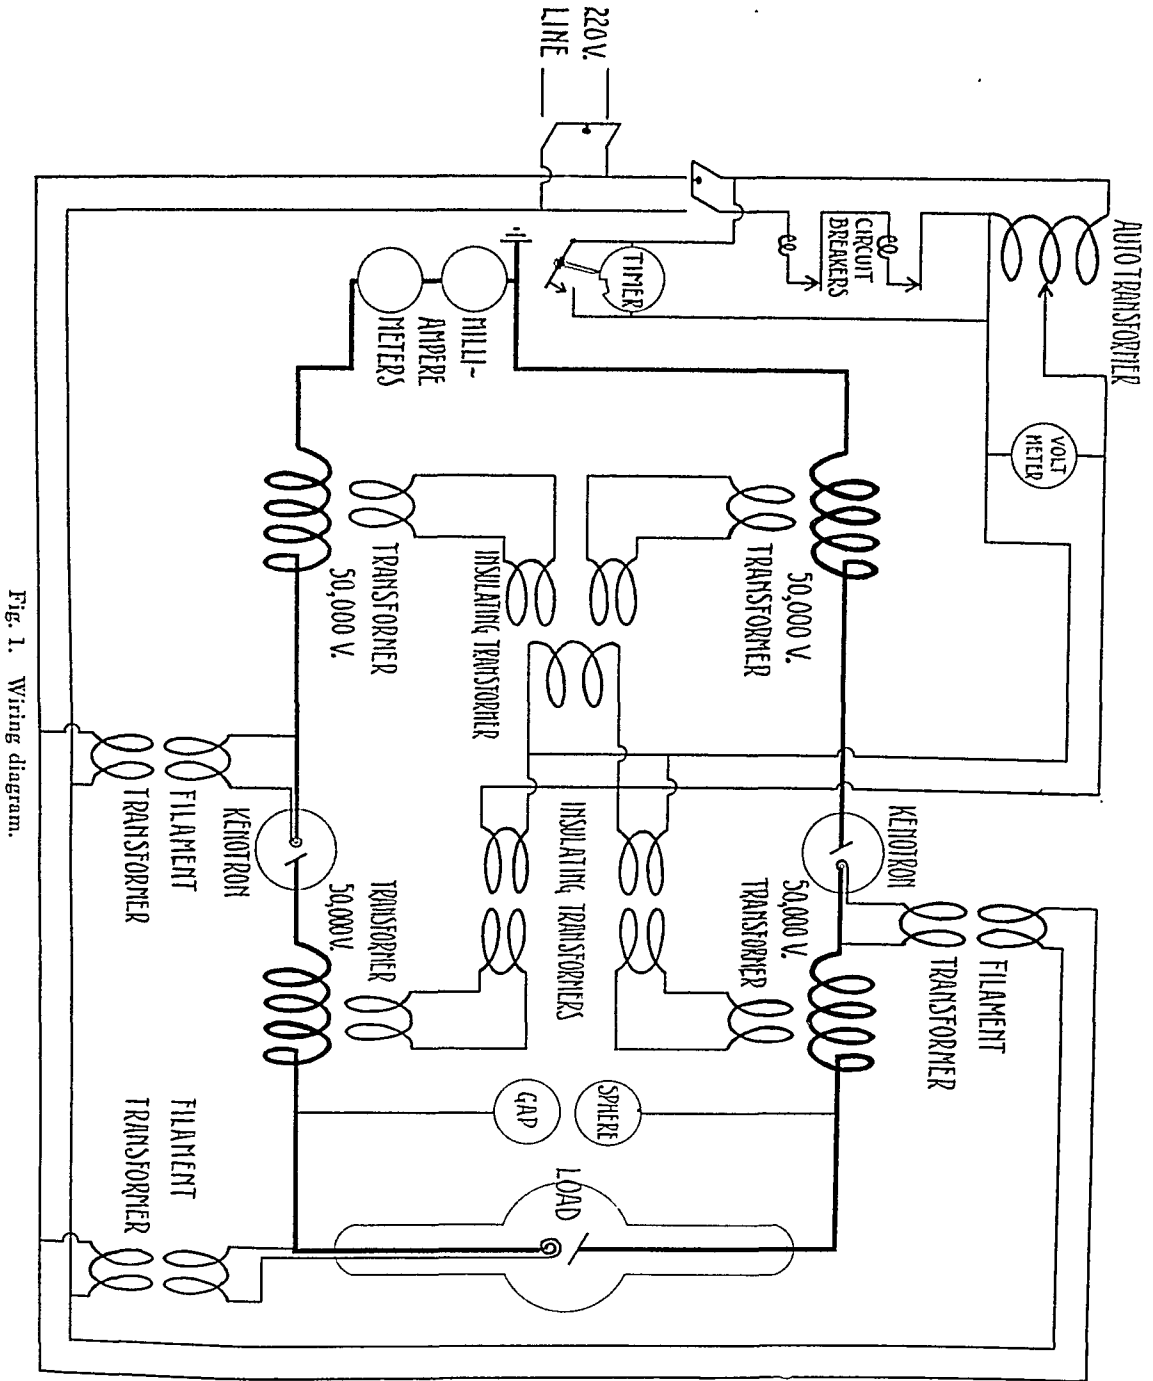 220V.
LINE
AUTOTRANSFORMER
CIRCUIT
BREAKERS
TIMER
VOLT
METER
MILLI~
AMPERE
METERS
50,000 V.
TRANSFORMER
INSULATING TRANSFORMER
TRANSFORMER
50,000 V.
KENOTRON
50,000 V.
TRANSFORMER
FILAMENT
TRANSFORMER
INSULATING TRANSFORMERS
TRANSFORMER
50,000V.
KENOTRON
FILAMENT
TRANSFORMER
SPHERE
GAP
LOAD
FILAMENT
TRANSFORMER
Fig. 1. Wiring diagram.